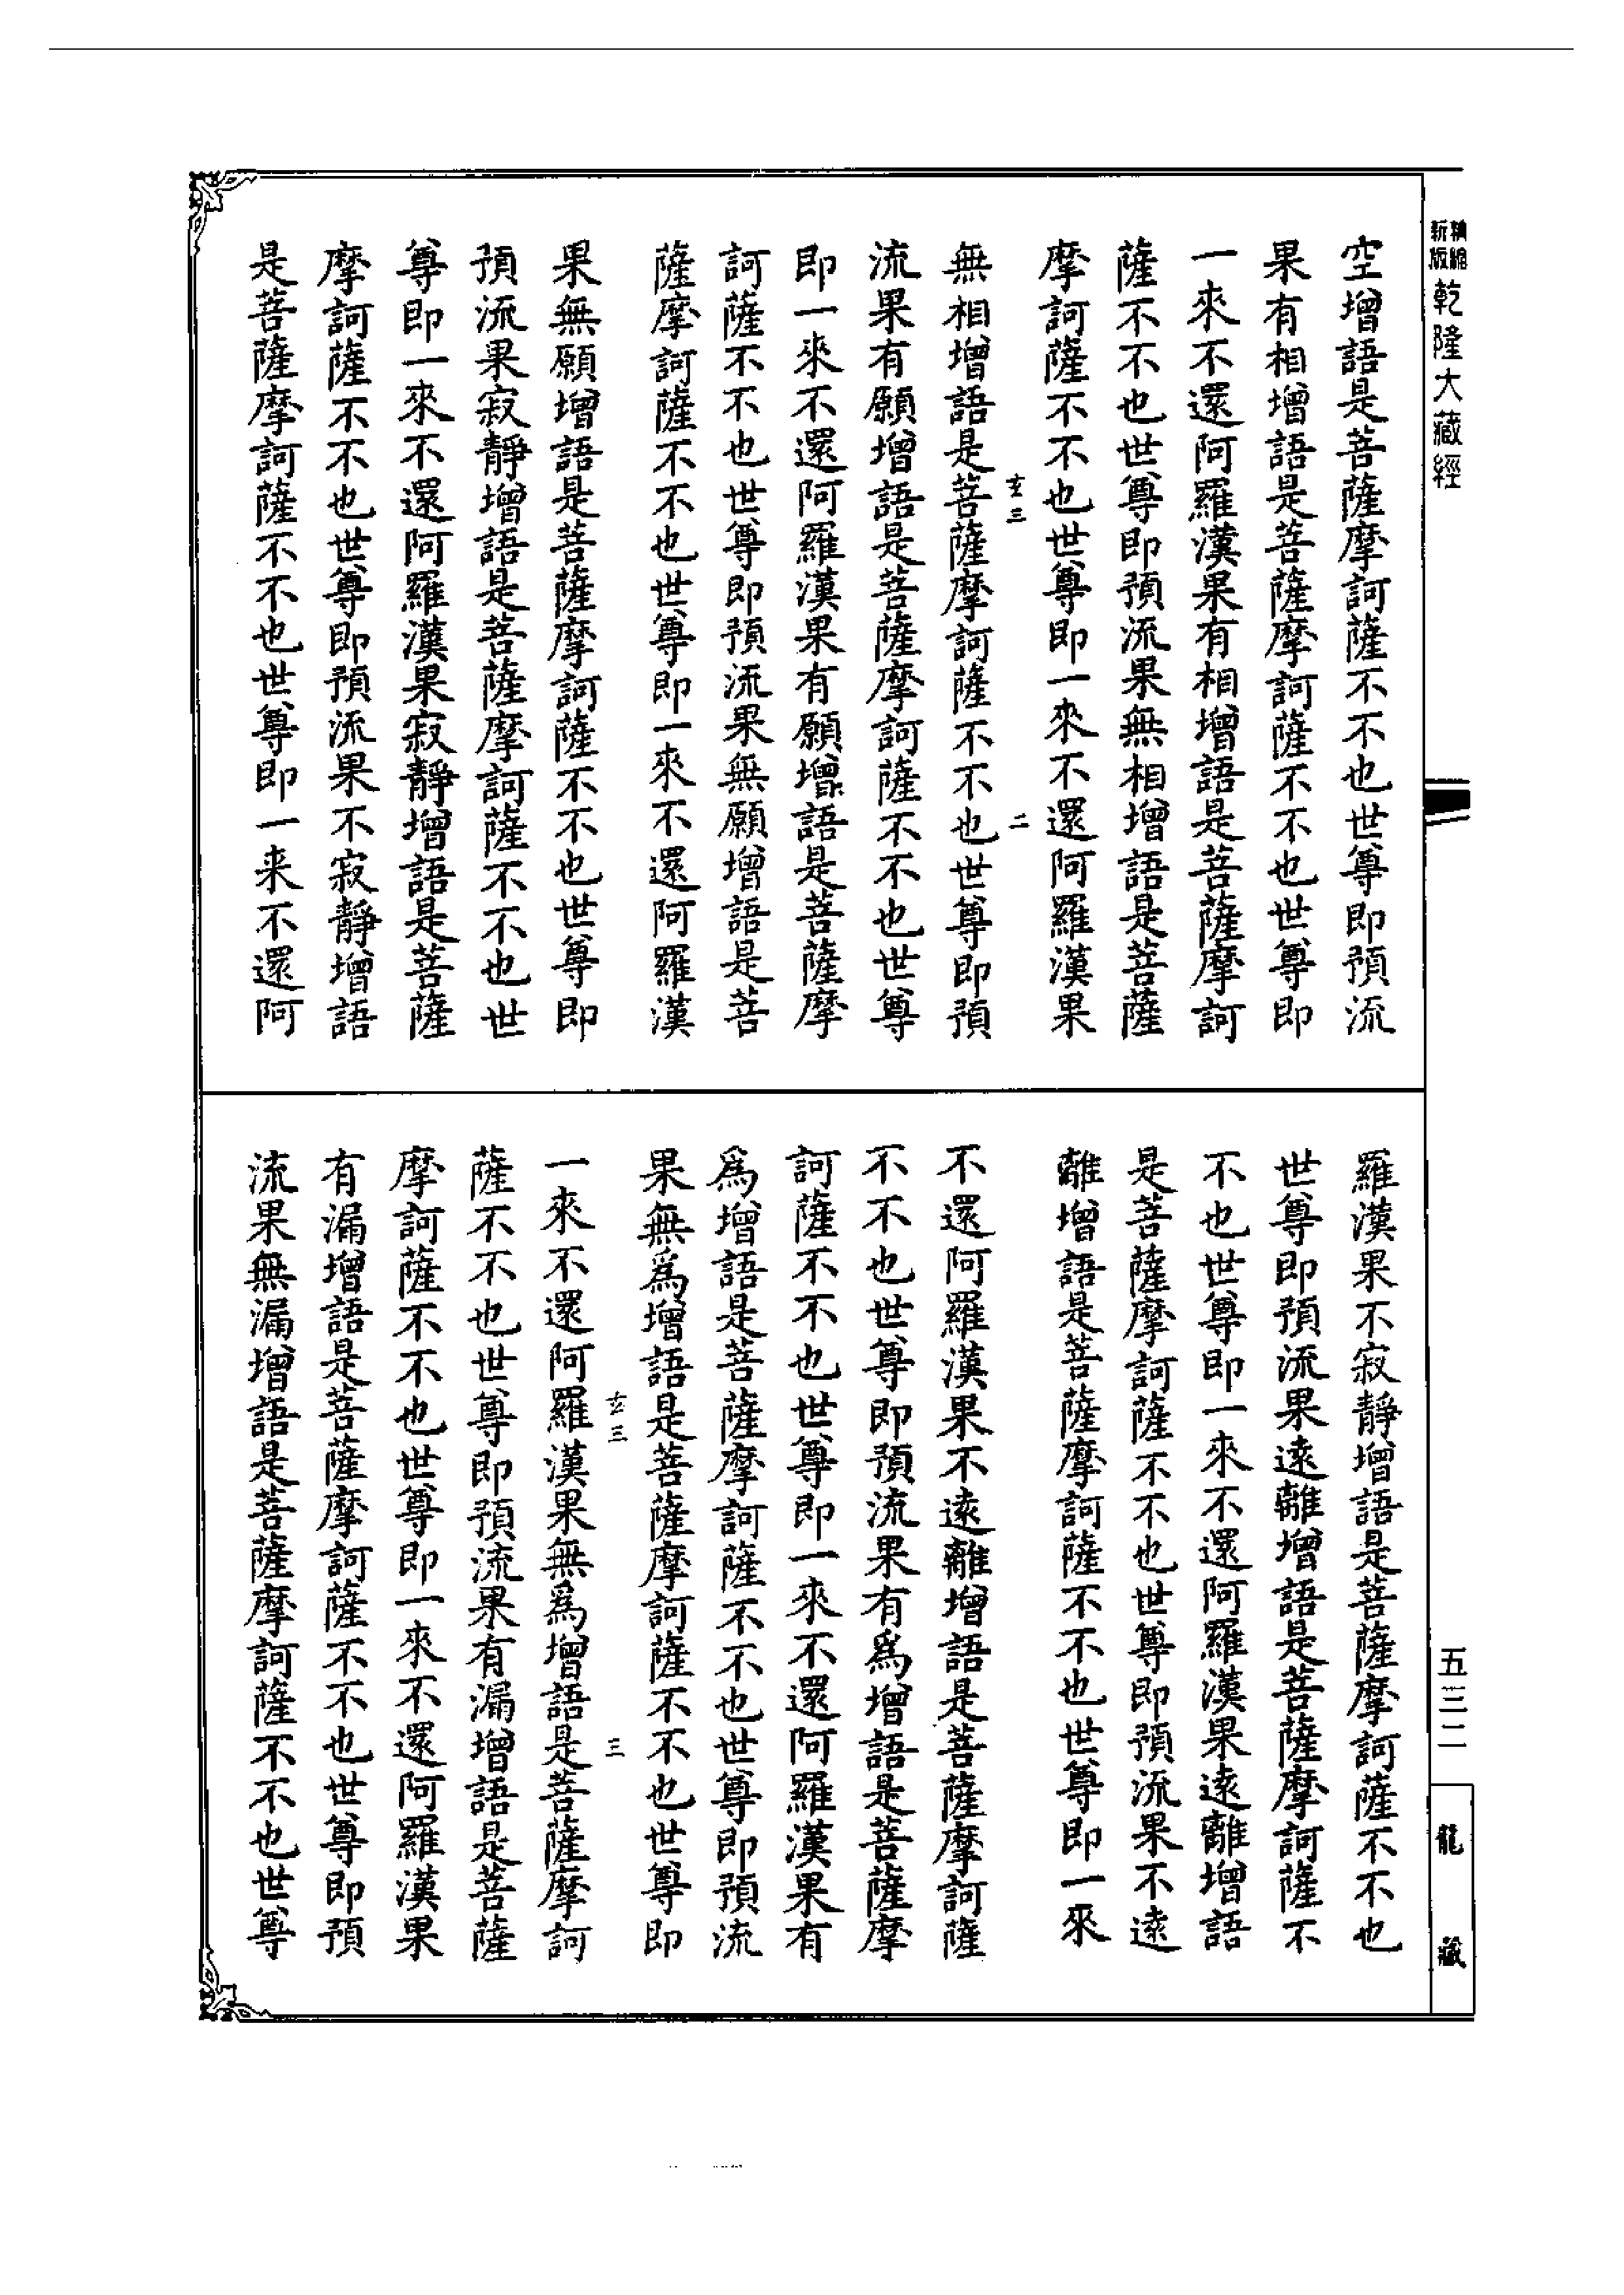 精縮
新版
乾隆大藏經
空增語是菩薩摩訶薩不不也世尊即預流
果有相增語是菩薩摩訶薩不不也世尊即
一來不還阿羅漢果有相增語是菩薩摩訶
薩不不也世尊即預流果無相增語是菩薩
摩訶薩不不也世尊即一來不還阿羅漢果
玄三 二
無相增語是菩薩摩訶薩不不也世尊即預
流果有願增語是菩薩摩訶薩不不也世尊
即一來不還阿羅漢果有願增語是菩薩摩
訶薩不不也世尊即預流果無願增語是菩
薩摩訶薩不不也世尊即一來不還阿羅漢
果無願增語是菩薩摩訶薩不不也世尊即
預流果寂靜增語是菩薩摩訶薩不不也世
尊即一來不還阿羅漢果寂靜增語是菩薩
摩訶薩不不也世尊即預流果不寂靜增語
是菩薩摩訶薩不不也世尊即一来不還阿
羅漢果不寂靜增語是菩薩摩訶薩不不也
世尊即預流果遠離增語是菩薩摩訶薩不
不也世尊即一來不還阿羅漢果遠離增語
是菩薩摩訶薩不不也世尊即預流果不遠
離增語是菩薩摩訶薩不不也世尊即一來
不還阿羅漢果不遠離增語是菩薩摩訶薩
不不也世尊即預流果有爲增語是菩薩摩
訶薩不不也世尊即一來不還阿羅漢果有
爲增語是菩薩摩訶薩不不也世尊即預流
果無爲增語是菩薩摩訶薩不不也世尊即
玄三 三
一來不還阿羅漢果無爲增語是菩薩摩訶
薩不不也世尊即預流果有漏增語是菩薩
摩訶薩不不也世尊即一來不還阿羅漢果
有漏增語是菩薩摩訶薩不不也世尊即預
流果無漏增語是菩薩摩訶薩不不也世尊
五三二
龍藏